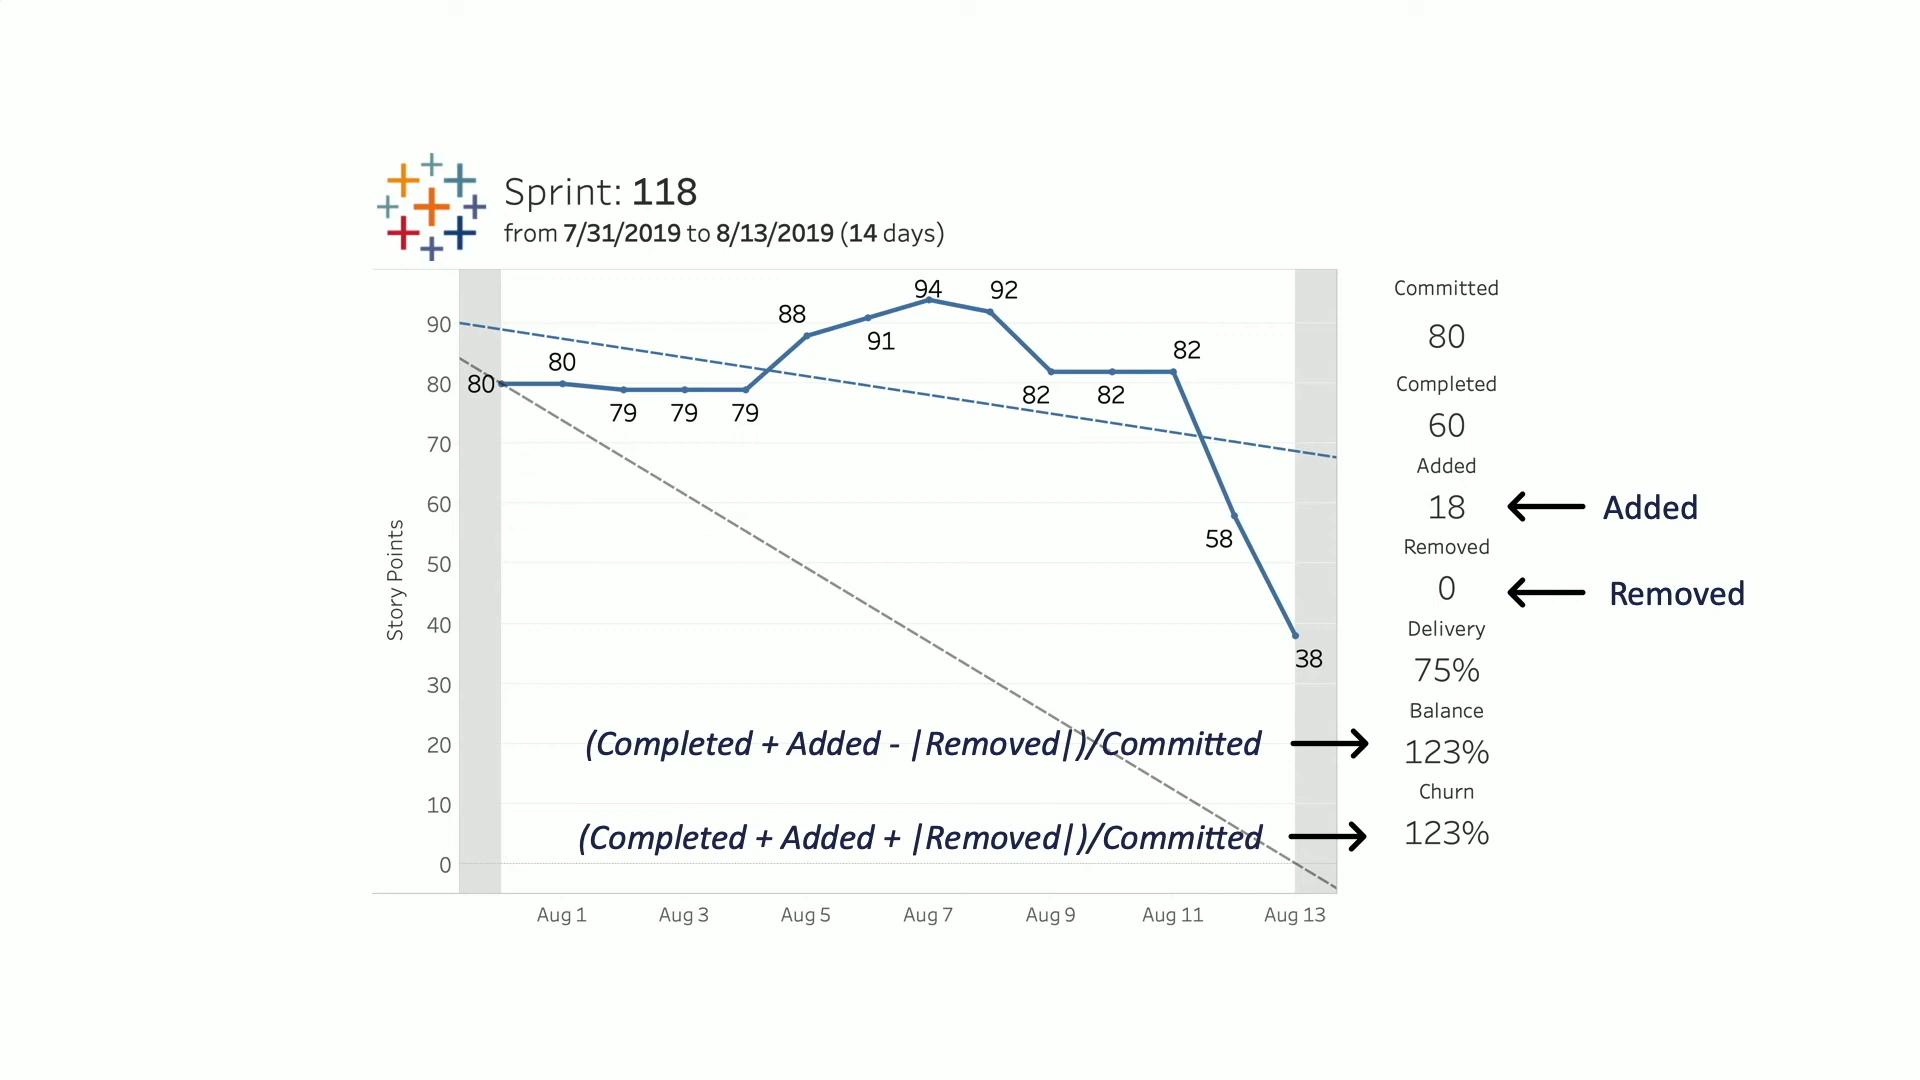 Sprint: 118
from 7/31/2019 to 8/13/2019 (14 days)
Story Points
90
80
70
60
50
40
30
20
10
0
80
80
79
79
79
88
91
94
92
82
82
82
58
38
Aug 1
Aug 3
Aug 5
Aug 7
Aug 9
Aug 11
Aug 13
(Completed + Added - |Removed|)/Committed
(Completed + Added + |Removed|)/Committed
Committed
80
Completed
60
Added
18
Added
Removed
0
Removed
Delivery
75%
Balance
123%
Churn
123%